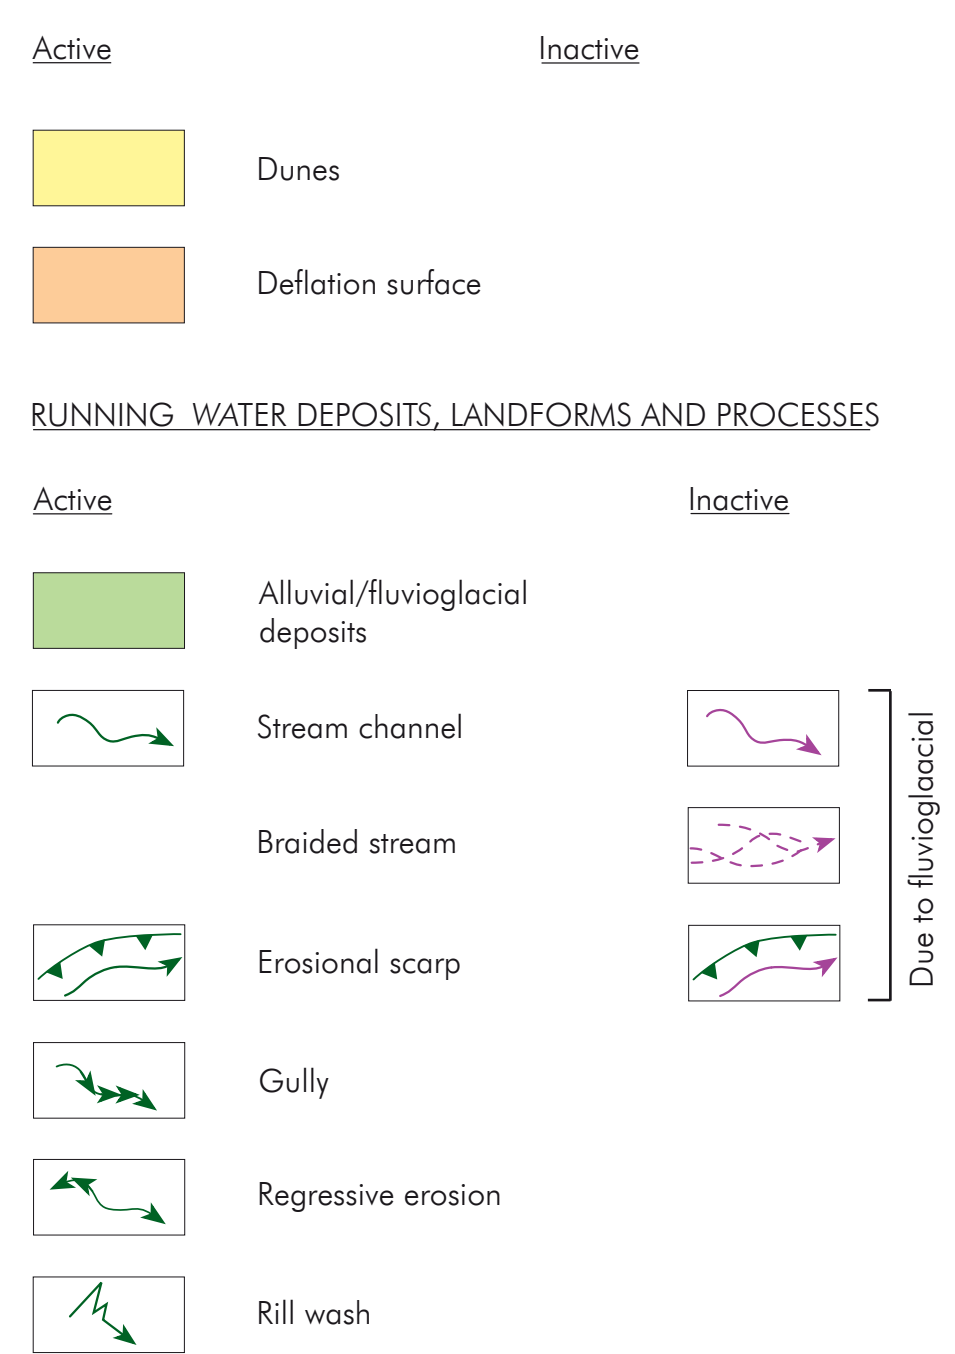 Active
Inactive
Dunes
Deflation surface
RUNNING WATER DEPOSITS, LANDFORMS AND PROCESSES
Active
Inactive
Alluvial/fluvioglacial
deposits
Stream channel
Braided stream
Erosional scarp
Due to fluvioglaacial
Gully
Regressive erosion
Rill wash